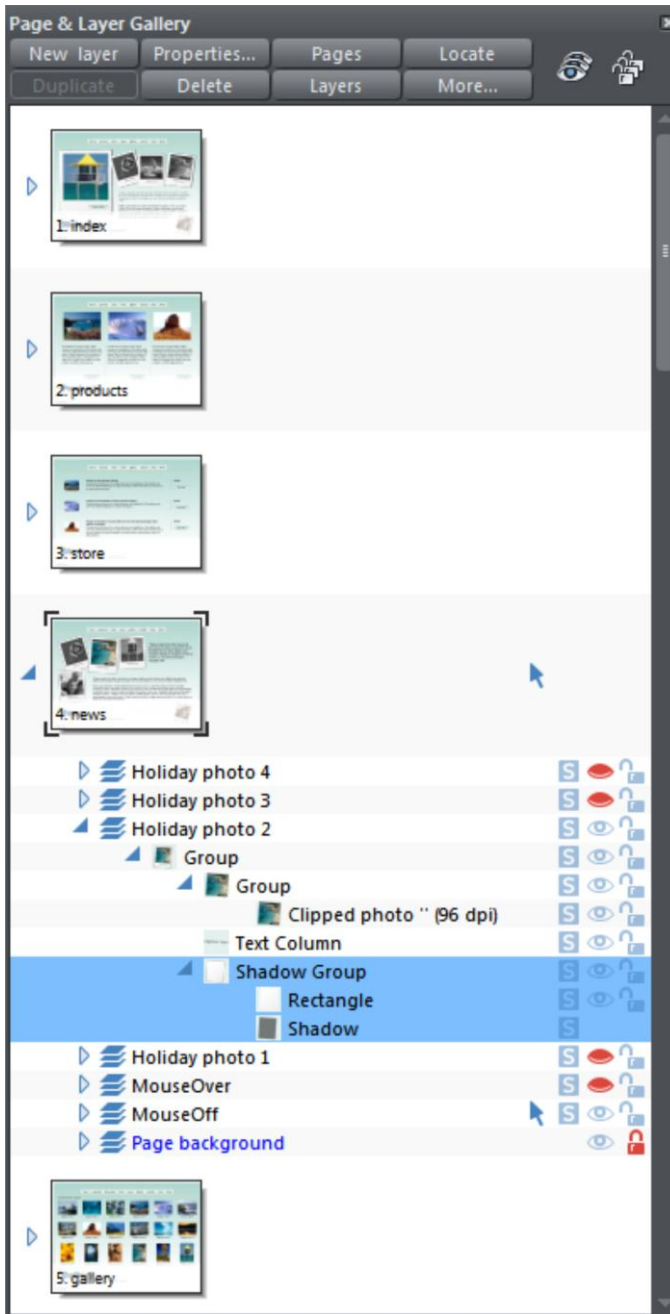 Page & Layer Gallery
New layer Properties... Pages Locate
Duplicate Delete Layers More...
1: index
2: products
3: store
4: news
Holiday photo 4 S
Holiday photo 3 S
Holiday photo 2 S
Group S
Group S
Clipped photo '' (96 dpi) S
Text Column S
Shadow Group S
Rectangle S
Shadow S
Holiday photo 1 S
MouseOver S
MouseOff S
Page background
5: gallery